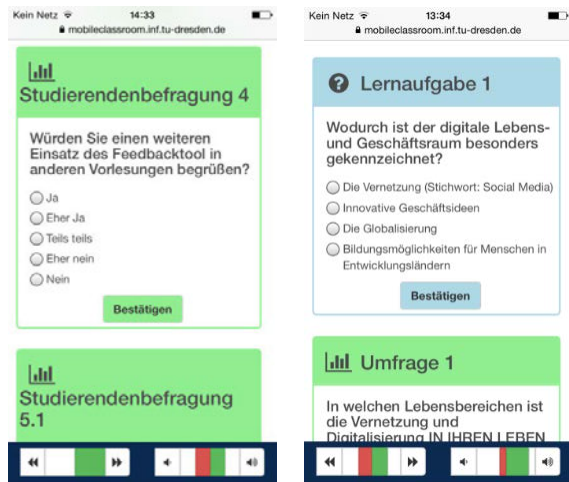 Kein Netz 14:33
mobileclassroom.inf.tu-dresden.de
Studierendenbefragung 4
Würden Sie einen weiteren
Einsatz des Feedbacktool in
anderen Vorlesungen begrüßen?
Ja
Eher Ja
Teils teils
Eher nein
Nein
Bestätigen
Studierendenbefragung
5.1
Kein Netz 13:34
mobileclassroom.inf.tu-dresden.de
Lernaufgabe 1
Wodurch ist der digitale Lebens-
und Geschäftsraum besonders
gekennzeichnet?
Die Vernetzung (Stichwort: Social Media)
Innovative Geschäftsideen
Die Globalisierung
Bildungsmöglichkeiten für Menschen in
Entwicklungsländern
Bestätigen
Umfrage 1
In welchen Lebensbereichen ist
die Vernetzung und
Digitalisierung IN IHREN LEBEN